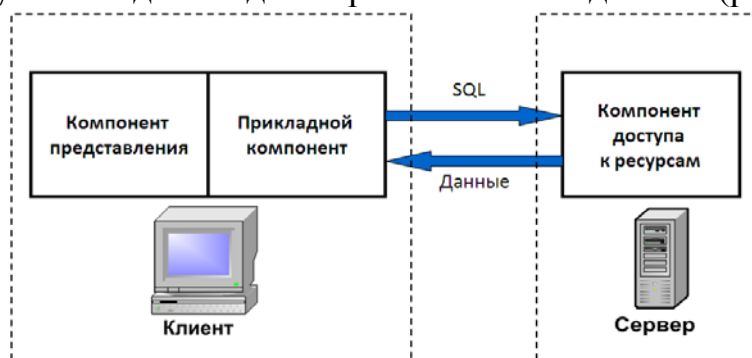 SQL
Компонент
представления
Прикладной
компонент
Компонент
доступа
к ресурсам
Данные
Клиент
Сервер